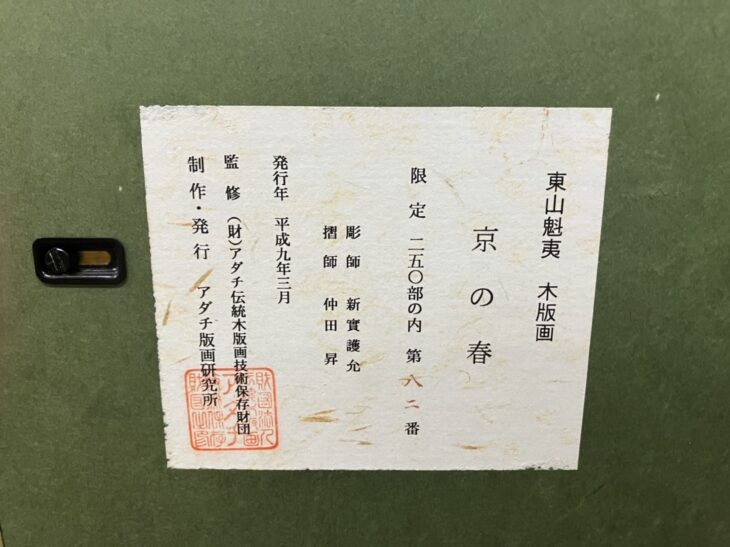 東山魁夷 木版画
京の春
限定 二五〇部の内 第八二番
彫師 新實護允
摺師 仲田昇
発行年 平成九年三月
監修 (財)アダチ伝統木版画技術保存財団
制作・発行 アダチ版画研究所